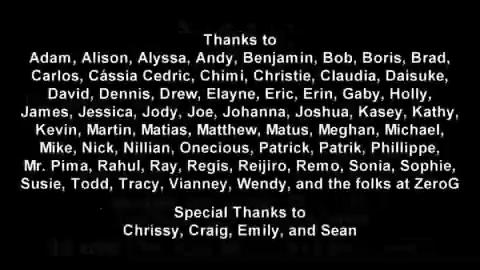 Thanks to
Adam, Alison, Alyssa, Andy, Benjamin, Bob, Boris, Brad,
Carlos, Cássia Cedric, Chimi, Christie, Claudia, Daisuke,
David, Dennis, Drew, Elayne, Eric, Erin, Gaby, Holly,
James, Jessica, Jody, Joe, Johanna, Joshua, Kasey, Kathy,
Kevin, Martin, Matias, Matthew, Matus, Meghan, Michael,
Mike, Nick, Nillian, Onecious, Patrick, Patrik, Phillippe,
Mr. Pima, Rahul, Ray, Regis, Reijiro, Remo, Sonia, Sophie,
Susie, Todd, Tracy, Vianney, Wendy, and the folks at ZeroG
Special Thanks to
Chrissy, Craig, Emily, and Sean